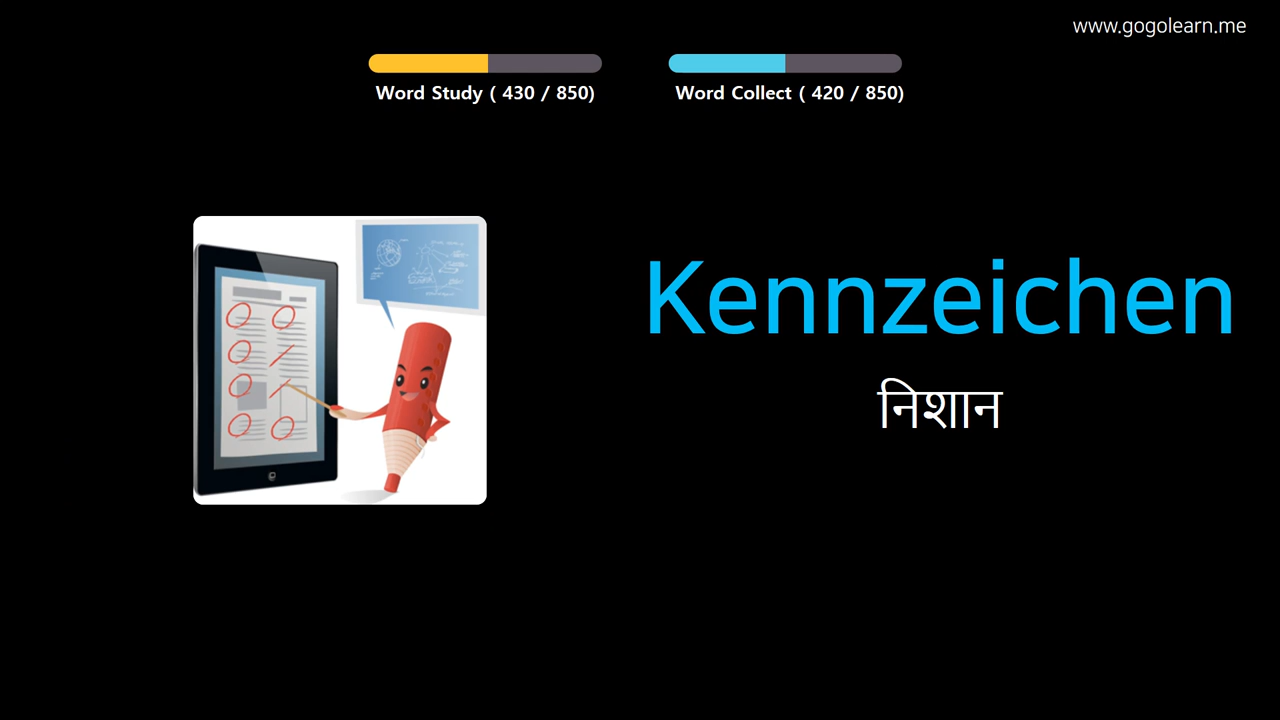 www.gogolearn.me
Word Study ( 430 / 850)
Word Collect ( 420 / 850)
Kennzeichen
निशान